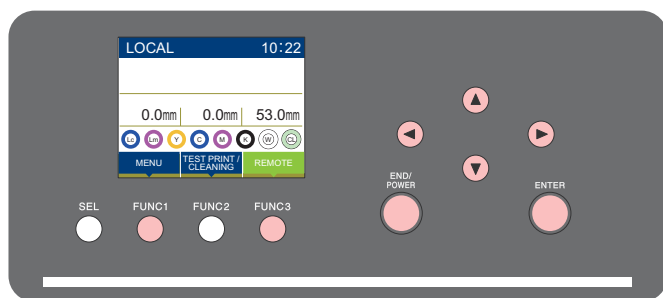 LOCAL 10:22
0.0mm 0.0mm 53.0mm
Lc Lm Y C M K W CL
MENU TEST PRINT / CLEANING REMOTE
END/
POWER ENTER
SEL FUNC1 FUNC2 FUNC3